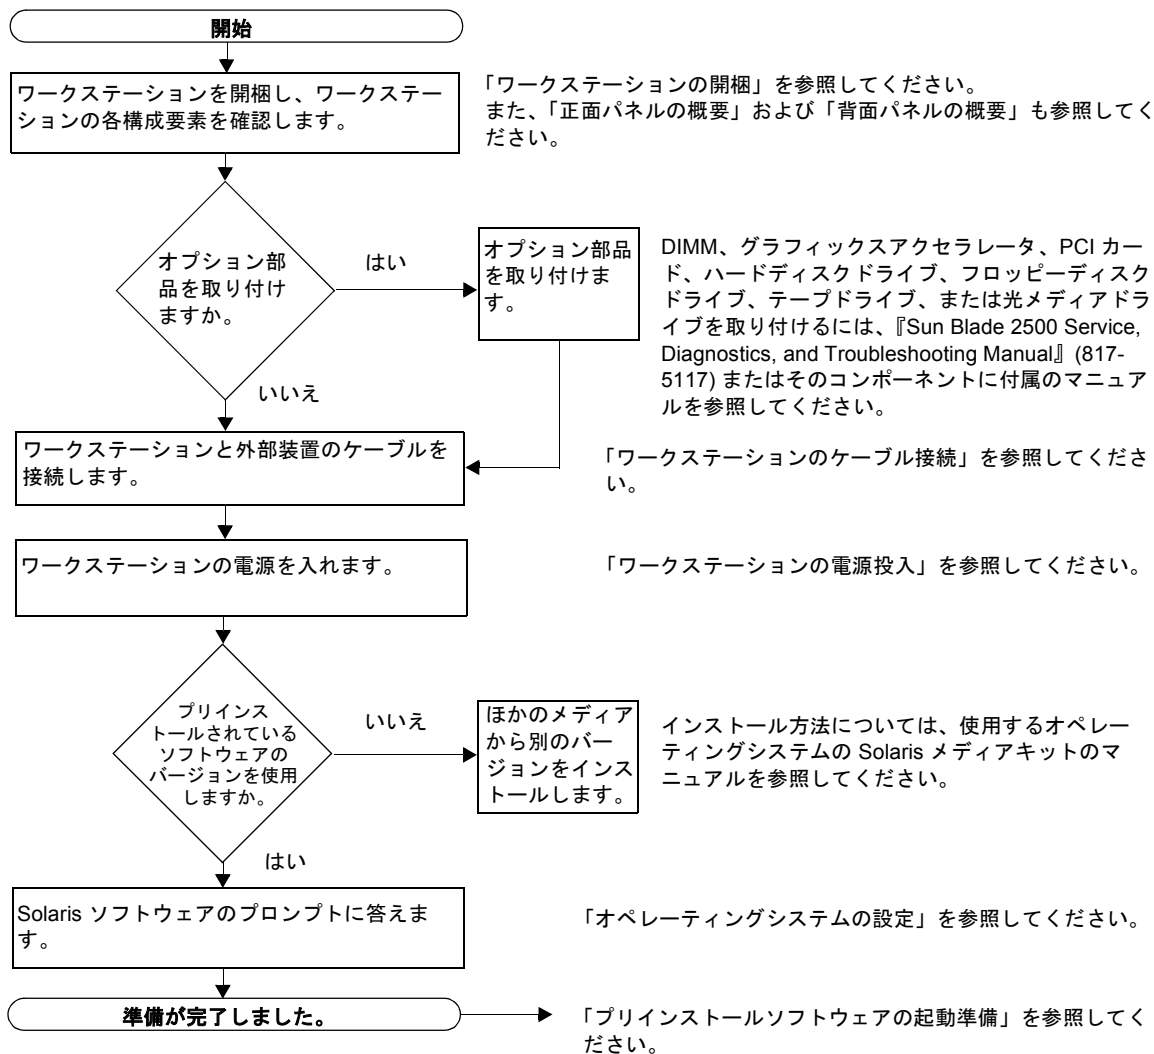 開始
ワークステーションを開梱し、ワークステー
ションの各構成要素を確認します。
「ワークステーションの開梱」を参照してください。
また、「正面パネルの概要」および「背面パネルの概要」も参照してく
ださい。
オプション部
品を取り付け
ますか。
はい
オプション部品
を取り付けま
す。
DIMM、グラフィックスアクセラレータ、PCI カー
ド、ハードディスクドライブ、フロッピーディスク
ドライブ、テープドライブ、または光メディアドラ
イブを取り付けるには、『Sun Blade 2500 Service,
Diagnostics, and Troubleshooting Manual』(817-
5117) またはそのコンポーネントに付属のマニュア
ルを参照してください。
いいえ
ワークステーションと外部装置のケーブルを
接続します。
「ワークステーションのケーブル接続」を参照してくださ
い。
ワークステーションの電源を入れます。
「ワークステーションの電源投入」を参照してください。
プリインス
トールされている
ソフトウェアの
バージョンを使用
しますか。
いいえ
ほかのメディア
から別のバー
ジョンをインス
トールします。
インストール方法については、使用するオペレー
ティングシステムの Solaris メディアキットのマ
ニュアルを参照してください。
はい
Solaris ソフトウェアのプロンプトに答えま
す。
「オペレーティングシステムの設定」を参照してください。
準備が完了しました。
「プリインストールソフトウェアの起動準備」を参照してく
ださい。